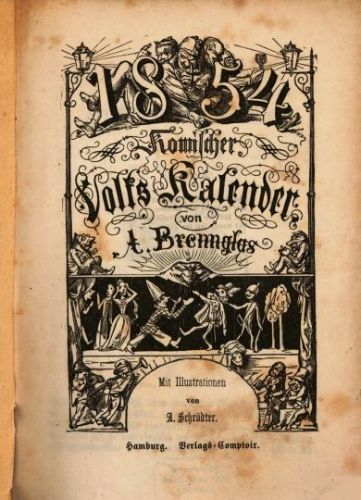 1854
Komischer
Volks Kalender
von
A. Brennglas
Mit Illustrationen
von
A. Schrödter.
Hamburg. Verlags-Comptoir.